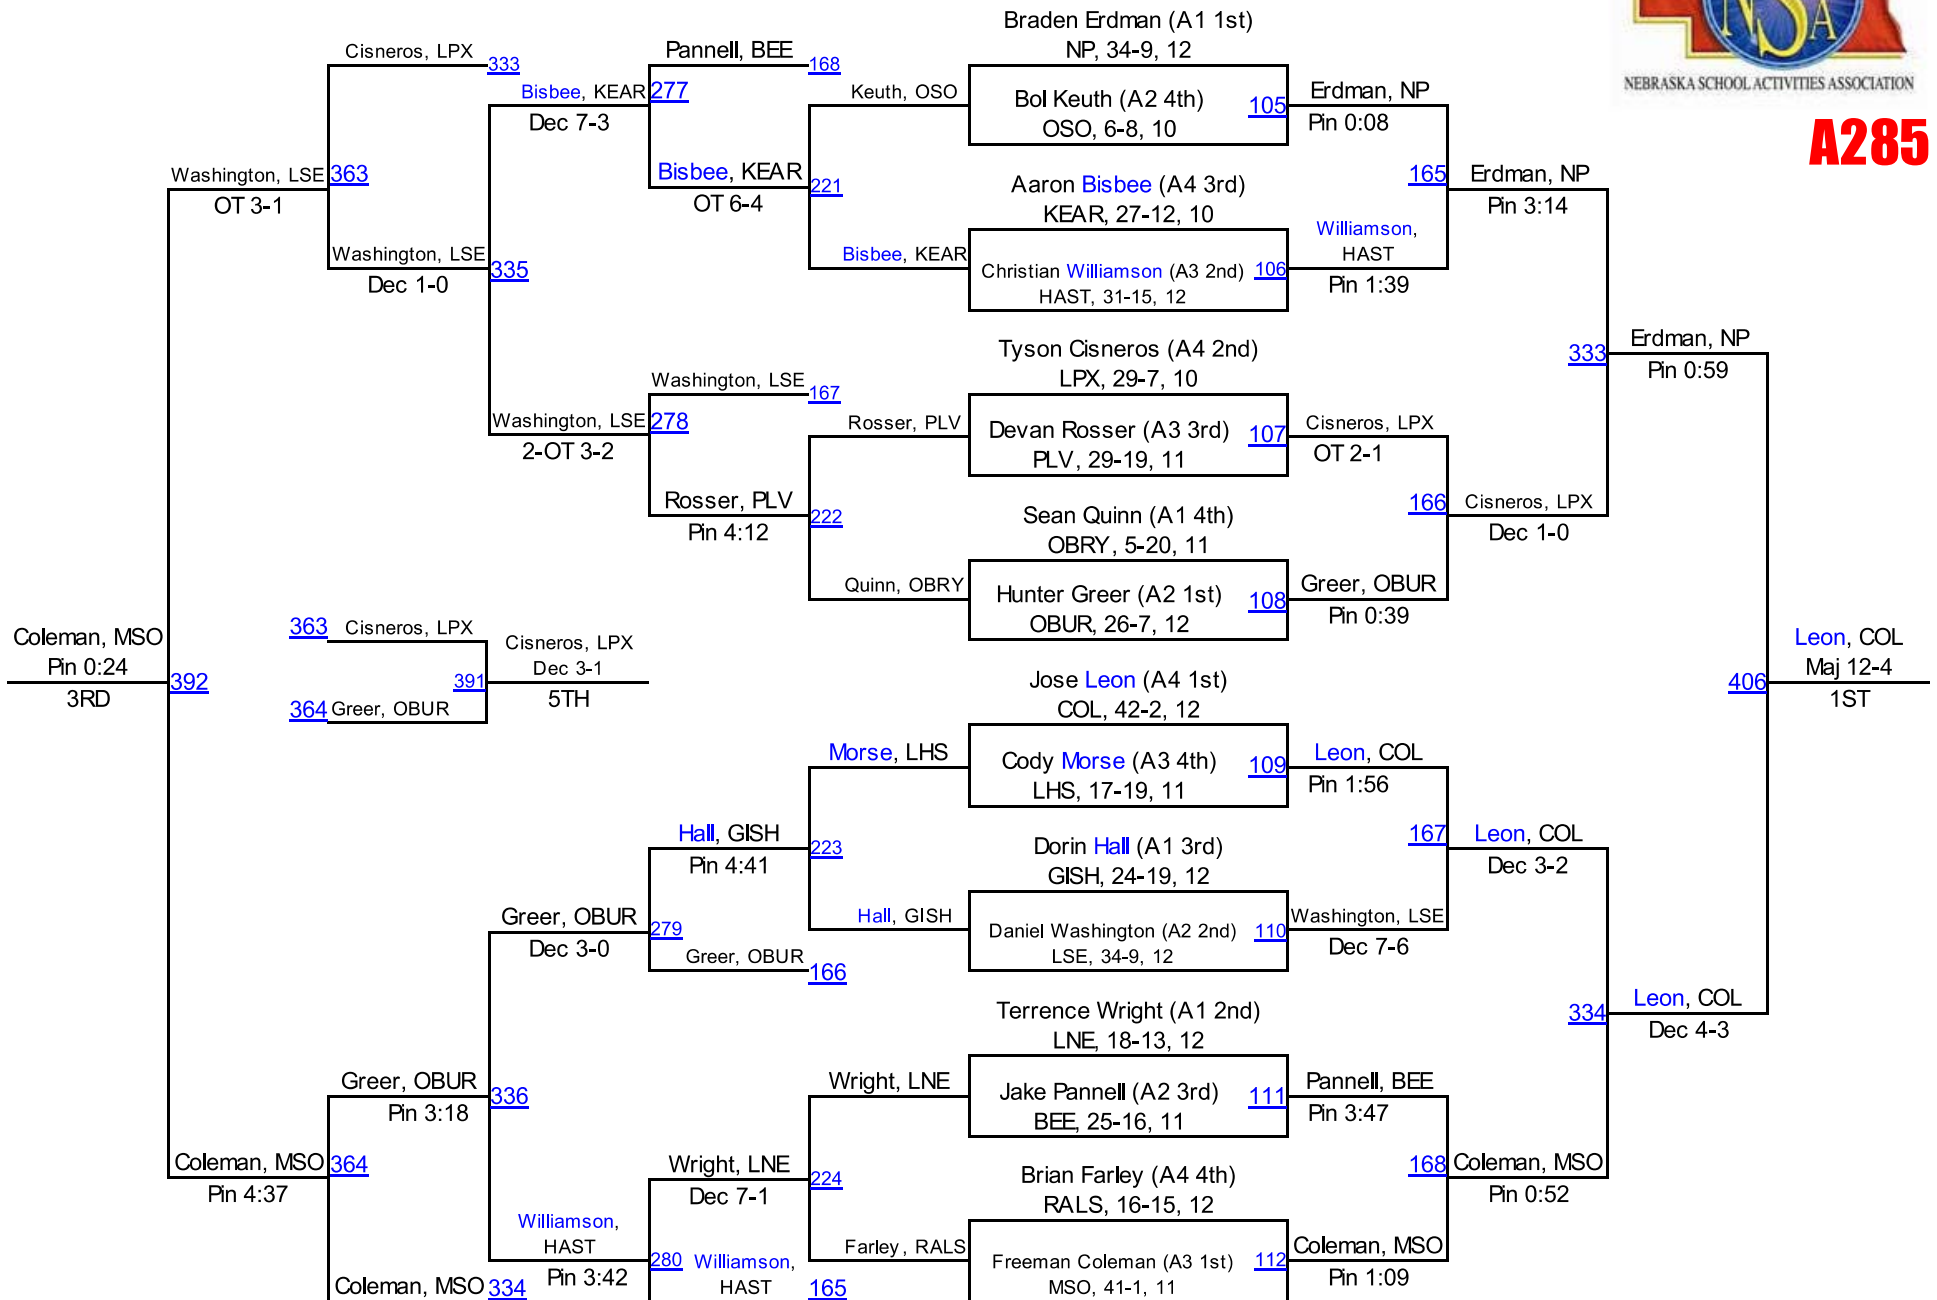 NSA
NEBRASKA SCHOOL ACTIVITIES ASSOCIATION
A285
Cisneros, LPX
333
Bisbee, KEAR
277
Dec 7-3
Pannell, BEE
168
Washington, LSE
363
OT 3-1
Bisbee, KEAR
221
OT 6-4
Keuth, OSO
Bisbee, KEAR
Washington, LSE
335
Dec 1-0
Washington, LSE
167
Washington, LSE
278
2-OT 3-2
Rosser, PLV
222
Pin 4:12
Rosser, PLV
Quinn, OBRY
Braden Erdman (A1 1st)
NP, 34-9, 12
Bol Keuth (A2 4th)
OSO, 6-8, 10
105
Aaron Bisbee (A4 3rd)
KEAR, 27-12, 10
Christian Williamson (A3 2nd)
HAST, 31-15, 12
106
Tyson Cisneros (A4 2nd)
LPX, 29-7, 10
Devan Rosser (A3 3rd)
PLV, 29-19, 11
107
Sean Quinn (A1 4th)
OBRY, 5-20, 11
Hunter Greer (A2 1st)
OBUR, 26-7, 12
108
Erdman, NP
Pin 0:08
165
Williamson,
HAST
Pin 1:39
Erdman, NP
Pin 3:14
Cisneros, LPX
OT 2-1
166
Greer, OBUR
Pin 0:39
Cisneros, LPX
Dec 1-0
333
Erdman, NP
Pin 0:59
Coleman, MSO
Pin 0:24
392
3RD
363
Cisneros, LPX
364
Greer, OBUR
391
Cisneros, LPX
Dec 3-1
5TH
406
Leon, COL
Maj 12-4
1ST
Jose Leon (A4 1st)
COL, 42-2, 12
Cody Morse (A3 4th)
LHS, 17-19, 11
109
Dorin Hall (A1 3rd)
GISH, 24-19, 12
Daniel Washington (A2 2nd)
LSE, 34-9, 12
110
Terrence Wright (A1 2nd)
LNE, 18-13, 12
Jake Pannell (A2 3rd)
BEE, 25-16, 11
111
Brian Farley (A4 4th)
RALS, 16-15, 12
Freeman Coleman (A3 1st)
MSO, 41-1, 11
112
Leon, COL
Pin 1:56
167
Washington, LSE
Dec 7-6
Leon, COL
Dec 3-2
Pannell, BEE
Pin 3:47
168
Coleman, MSO
Pin 1:09
Coleman, MSO
Pin 0:52
334
Leon, COL
Dec 4-3
Morse, LHS
Hall, GISH
Hall, GISH
223
Pin 4:41
Greer, OBUR
279
Dec 3-0
Greer, OBUR
166
Greer, OBUR
336
Pin 3:18
Coleman, MSO
364
Pin 4:37
Wright, LNE
Wright, LNE
224
Dec 7-1
Farley, RALS
Williamson,
HAST
280
Pin 3:42
Williamson,
HAST
165
Coleman, MSO
334